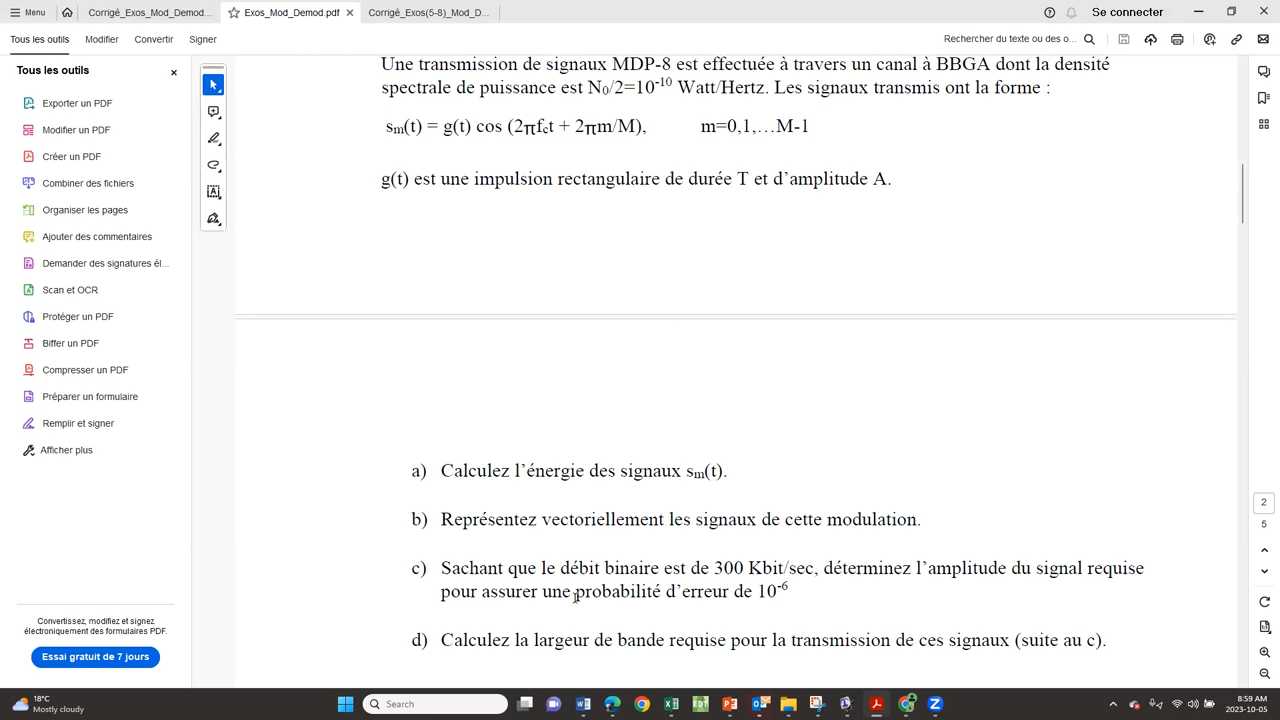 Menu
Corrigé_Exos_Mod_Demod...
Exos_Mod_Demod.pdf
Corrigé_Exos(5-8)_Mod_D...
Se connecter
Tous les outils
Modifier
Convertir
Signer
Rechercher du texte ou des o...
Tous les outils
Exporter un PDF
Modifier un PDF
Créer un PDF
Combiner des fichiers
Organiser les pages
Ajouter des commentaires
Demander des signatures él...
Scan et OCR
Protéger un PDF
Biffer un PDF
Compresser un PDF
Préparer un formulaire
Remplir et signer
Afficher plus
Convertissez, modifiez et signez
électroniquement des formulaires PDF.
Essai gratuit de 7 jours
Une transmission de signaux MDP-8 est effectuée à travers un canal à BBGA dont la densité
spectrale de puissance est N₀/2=10⁻¹⁰ Watt/Hertz. Les signaux transmis ont la forme :
sm(t) = g(t) cos (2πfct + 2πm/M), m=0,1,…M-1
g(t) est une impulsion rectangulaire de durée T et d’amplitude A.
a) Calculez l’énergie des signaux sm(t).
b) Représentez vectoriellement les signaux de cette modulation.
c) Sachant que le débit binaire est de 300 Kbit/sec, déterminez l’amplitude du signal requise
pour assurer une probabilité d’erreur de 10⁻⁶
d) Calculez la largeur de bande requise pour la transmission de ces signaux (suite au c).
2
5
18°C
Mostly cloudy
Search
8:59 AM
2023-10-05